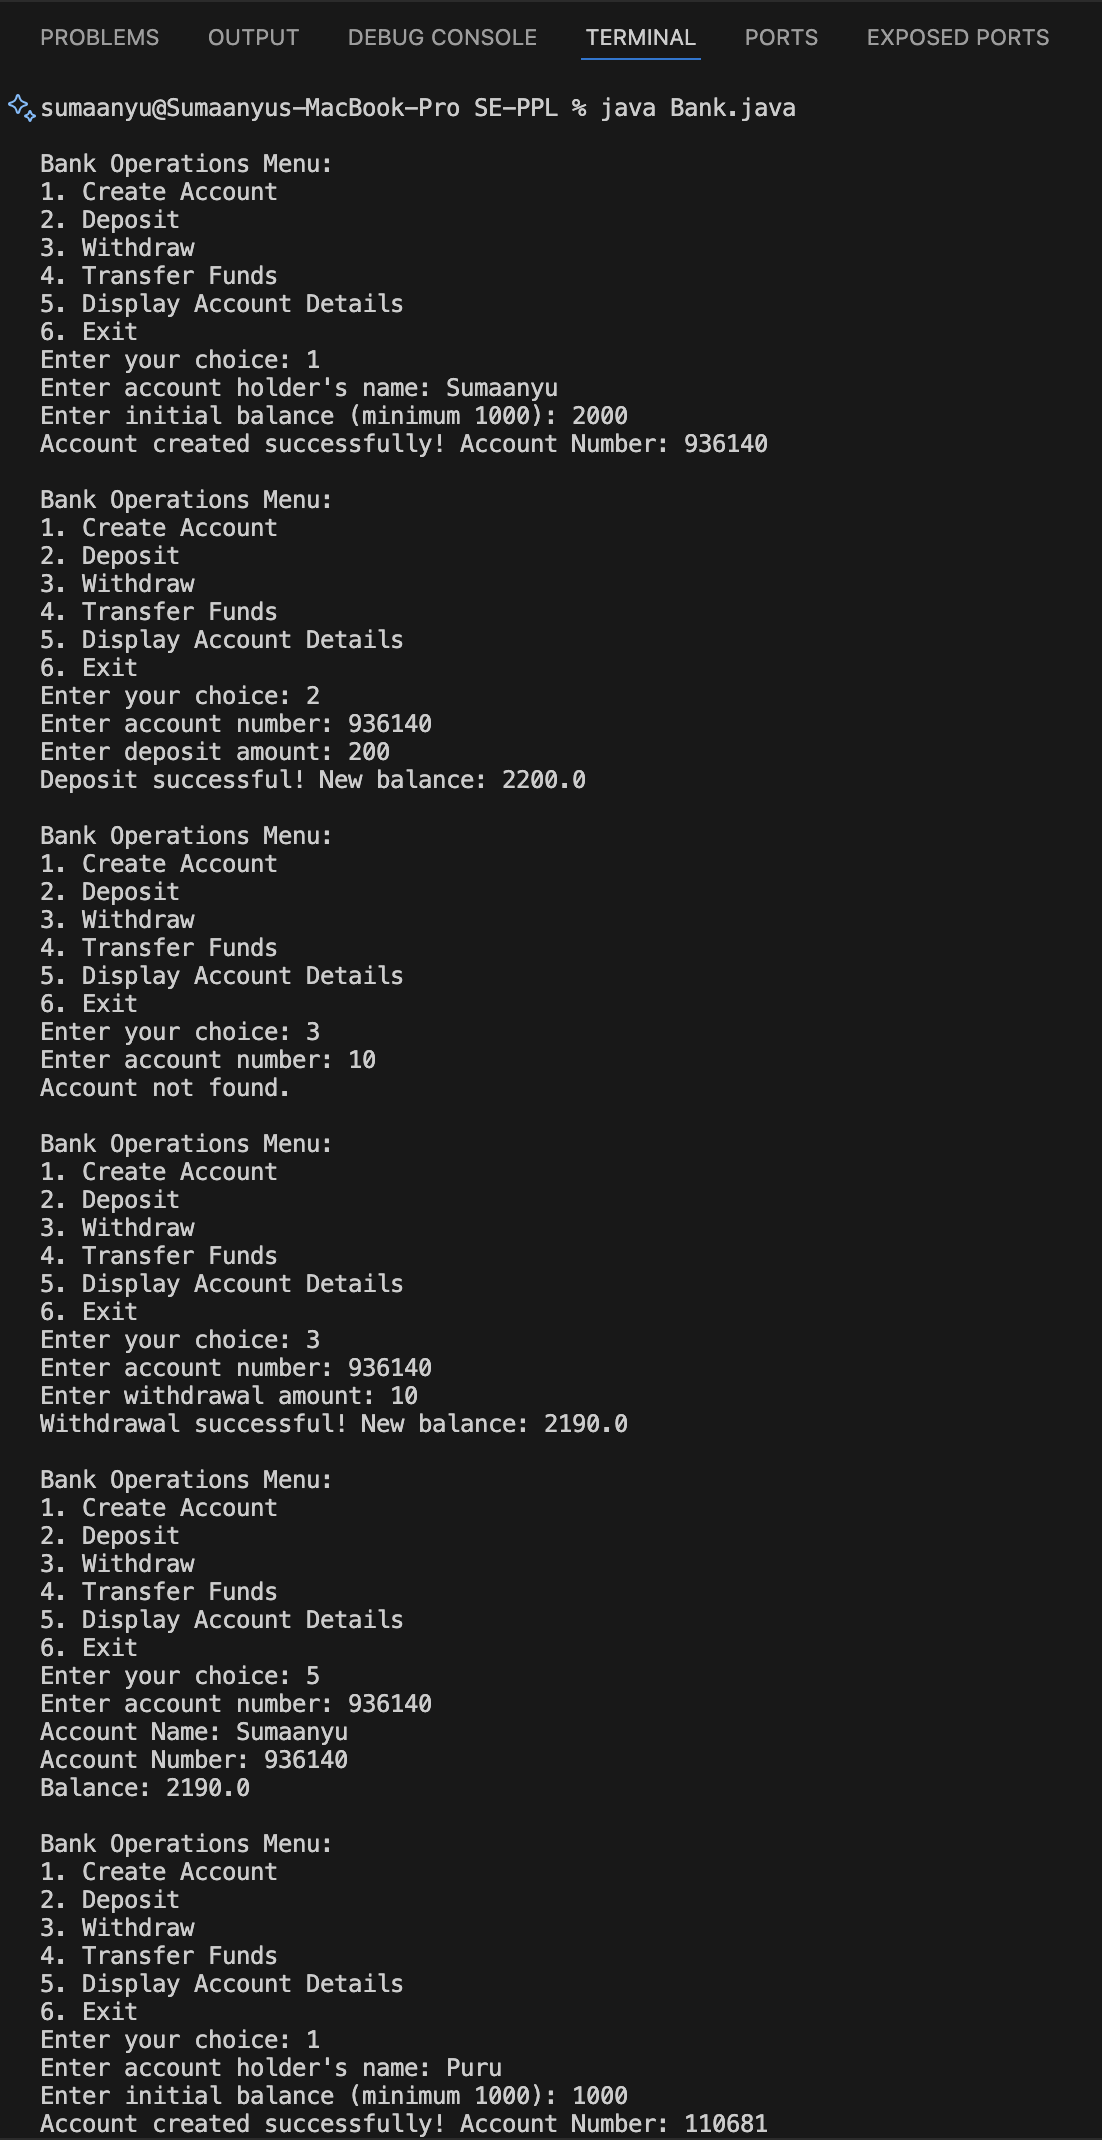 PROBLEMS OUTPUT DEBUG CONSOLE TERMINAL PORTS EXPOSED PORTS
sumaanyu@Sumaanyus-MacBook-Pro SE-PPL % java Bank.java
Bank Operations Menu:
1. Create Account
2. Deposit
3. Withdraw
4. Transfer Funds
5. Display Account Details
6. Exit
Enter your choice: 1
Enter account holder's name: Sumaanyu
Enter initial balance (minimum 1000): 2000
Account created successfully! Account Number: 936140
Bank Operations Menu:
1. Create Account
2. Deposit
3. Withdraw
4. Transfer Funds
5. Display Account Details
6. Exit
Enter your choice: 2
Enter account number: 936140
Enter deposit amount: 200
Deposit successful! New balance: 2200.0
Bank Operations Menu:
1. Create Account
2. Deposit
3. Withdraw
4. Transfer Funds
5. Display Account Details
6. Exit
Enter your choice: 3
Enter account number: 10
Account not found.
Bank Operations Menu:
1. Create Account
2. Deposit
3. Withdraw
4. Transfer Funds
5. Display Account Details
6. Exit
Enter your choice: 3
Enter account number: 936140
Enter withdrawal amount: 10
Withdrawal successful! New balance: 2190.0
Bank Operations Menu:
1. Create Account
2. Deposit
3. Withdraw
4. Transfer Funds
5. Display Account Details
6. Exit
Enter your choice: 5
Enter account number: 936140
Account Name: Sumaanyu
Account Number: 936140
Balance: 2190.0
Bank Operations Menu:
1. Create Account
2. Deposit
3. Withdraw
4. Transfer Funds
5. Display Account Details
6. Exit
Enter your choice: 1
Enter account holder's name: Puru
Enter initial balance (minimum 1000): 1000
Account created successfully! Account Number: 110681